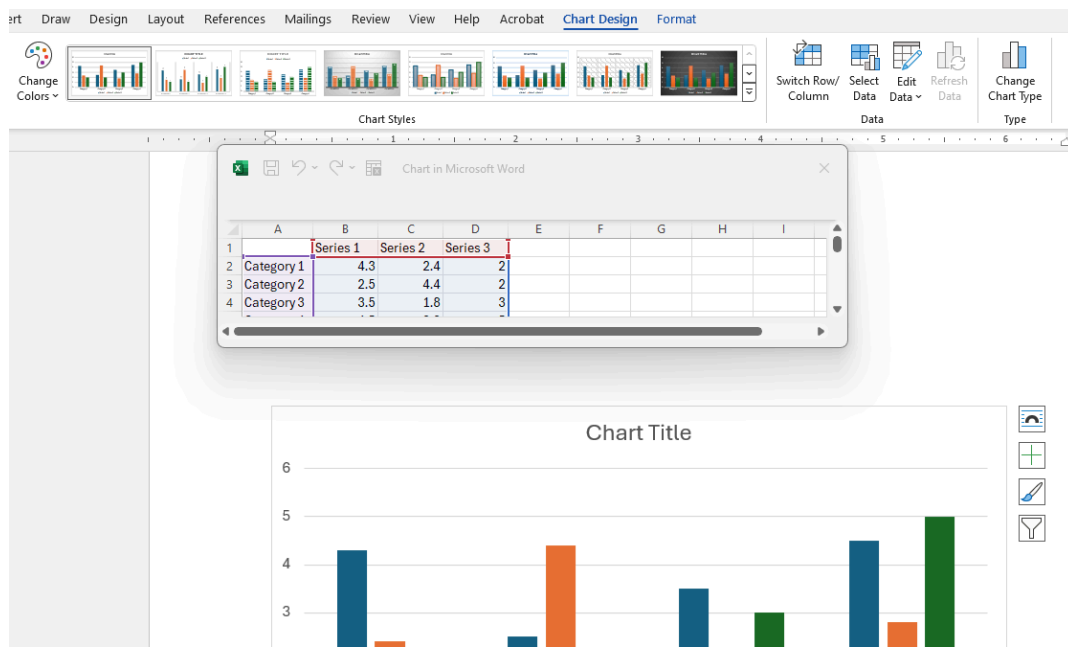 ert Draw Design Layout References Mailings Review View Help Acrobat Chart Design Format
Change
Colors
Switch Row/
Column
Select
Data
Edit
Data
Refresh
Data
Change
Chart Type
Chart Styles
Data
Type
1 2 3 4 5 6
Chart in Microsoft Word
A B C D E F G H I
1 Series 1 Series 2 Series 3
2 Category 1 4.3 2.4 2
3 Category 2 2.5 4.4 2
4 Category 3 3.5 1.8 3
Chart Title
6
5
4
3